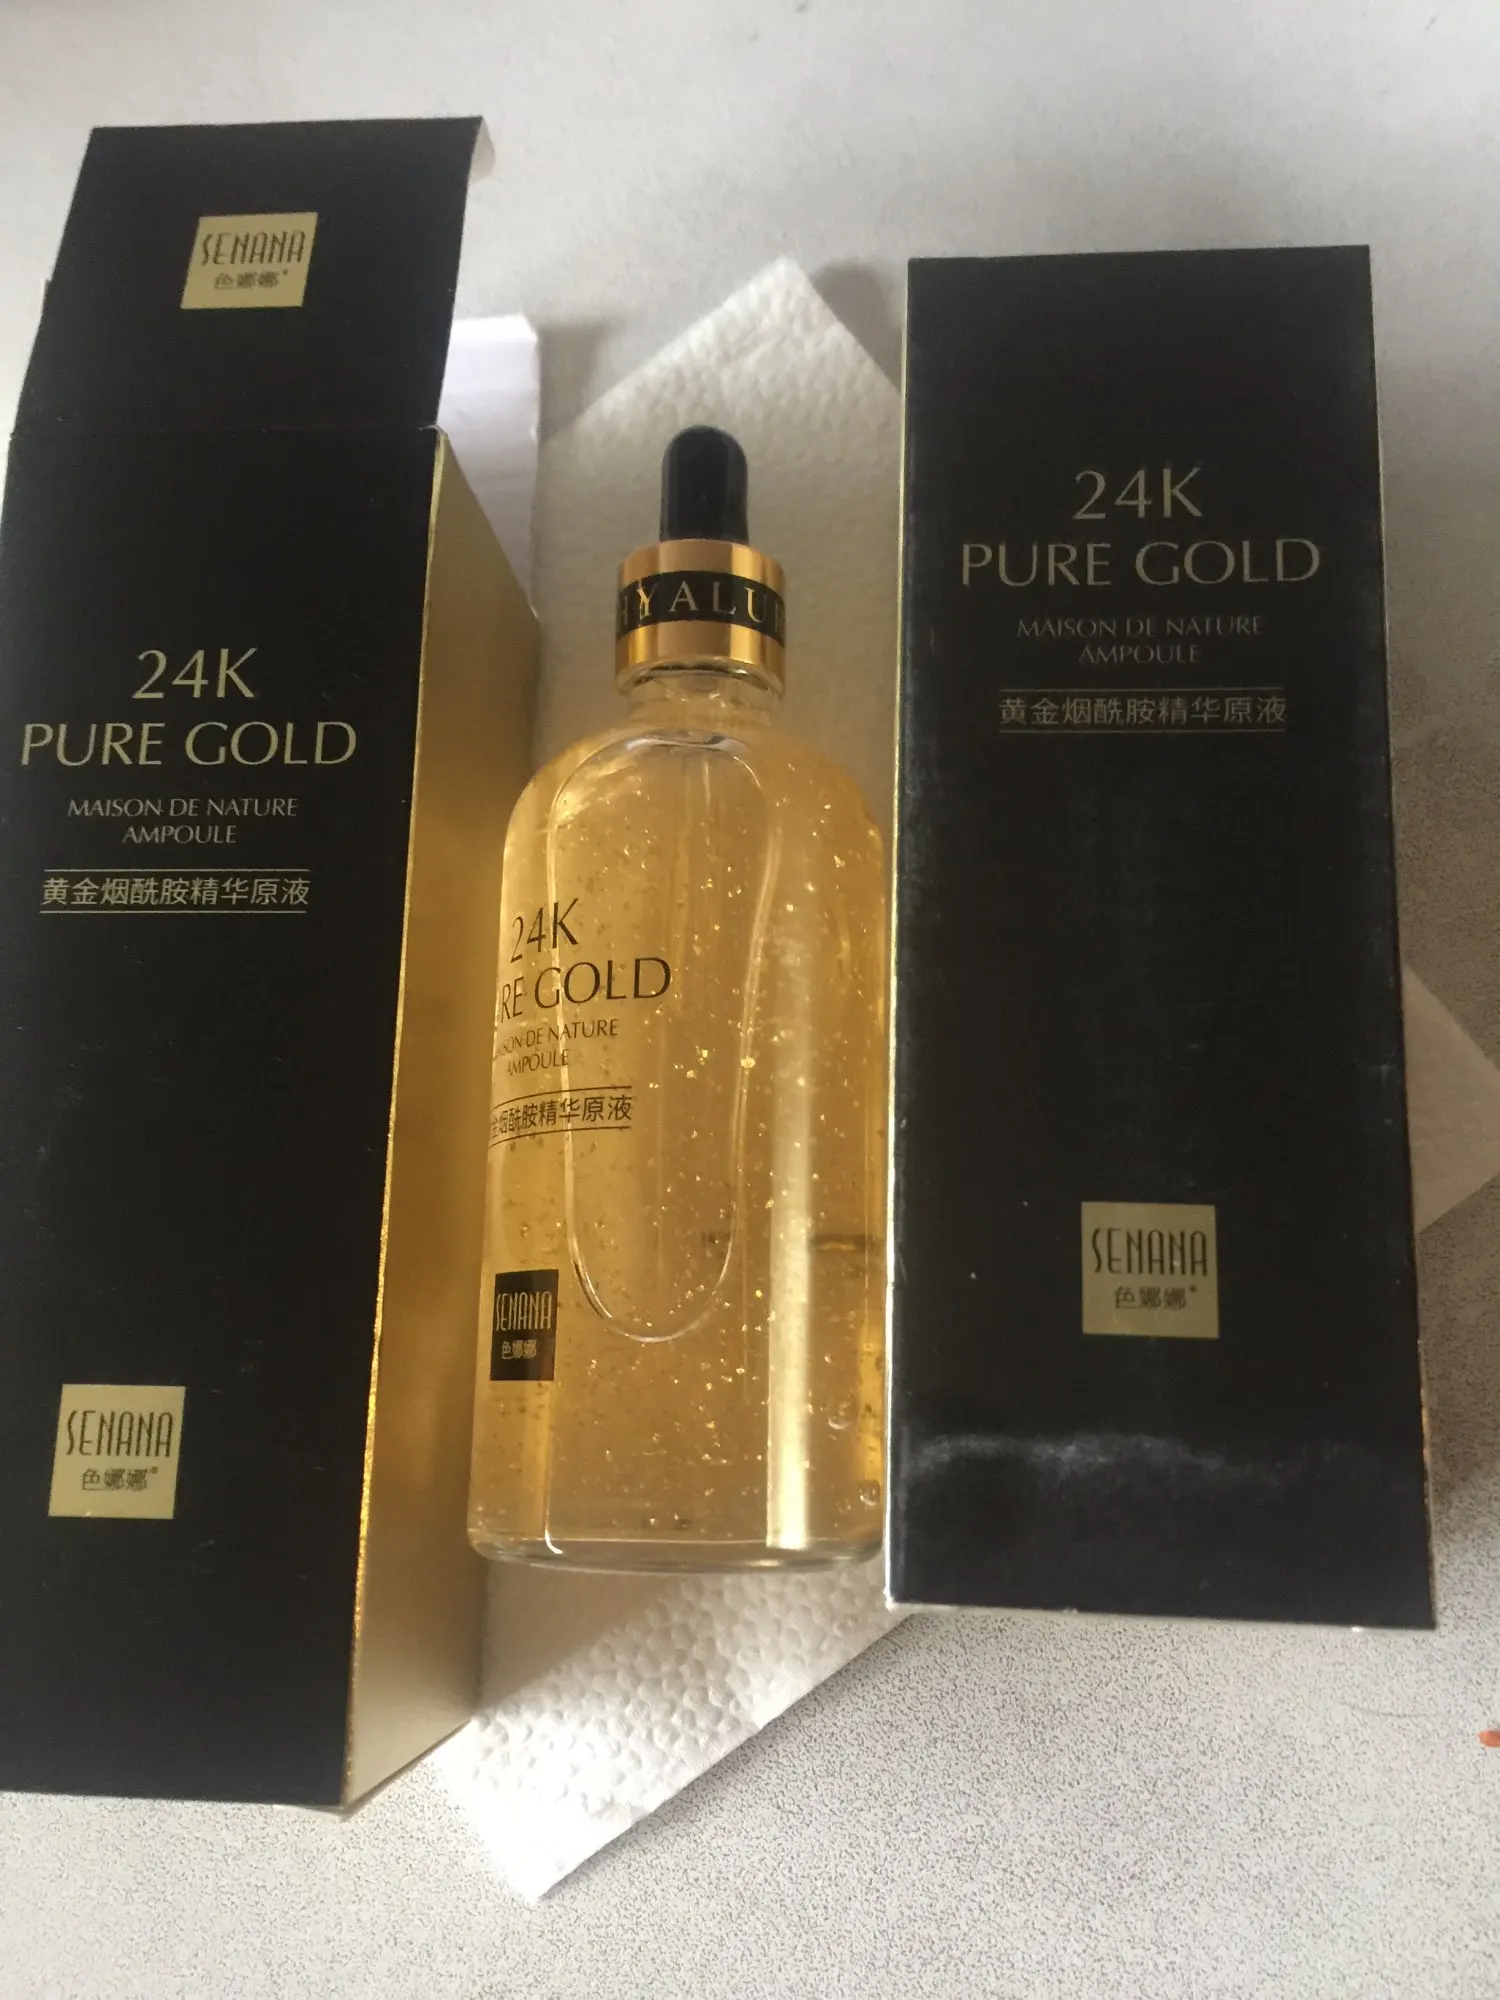 SENANA
色娜娜®
24K
PURE GOLD
MAISON DE NATURE
AMPOULE
黄金烟酰胺精华原液
SENANA
色娜娜®
HYALUR
24K
RE GOLD
SON DE NATURE
AMPOULE
金烟酰胺精华原液
SENANA
色娜娜
24K
PURE GOLD
MAISON DE NATURE
AMPOULE
黄金烟酰胺精华原液
SENANA
色娜娜®